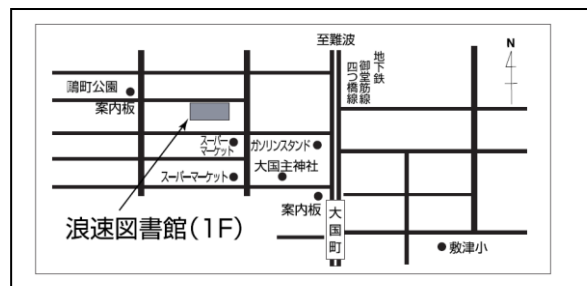 至難波
地下鉄
御堂筋線
四つ橋線
N
鴎町公園
案内板
スーパー
マーケット
ガソリンスタンド
大国主神社
スーパーマーケット
案内板
浪速図書館(1F)
大国町
敷津小